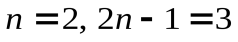 n = 2, 2n - 1 = 3